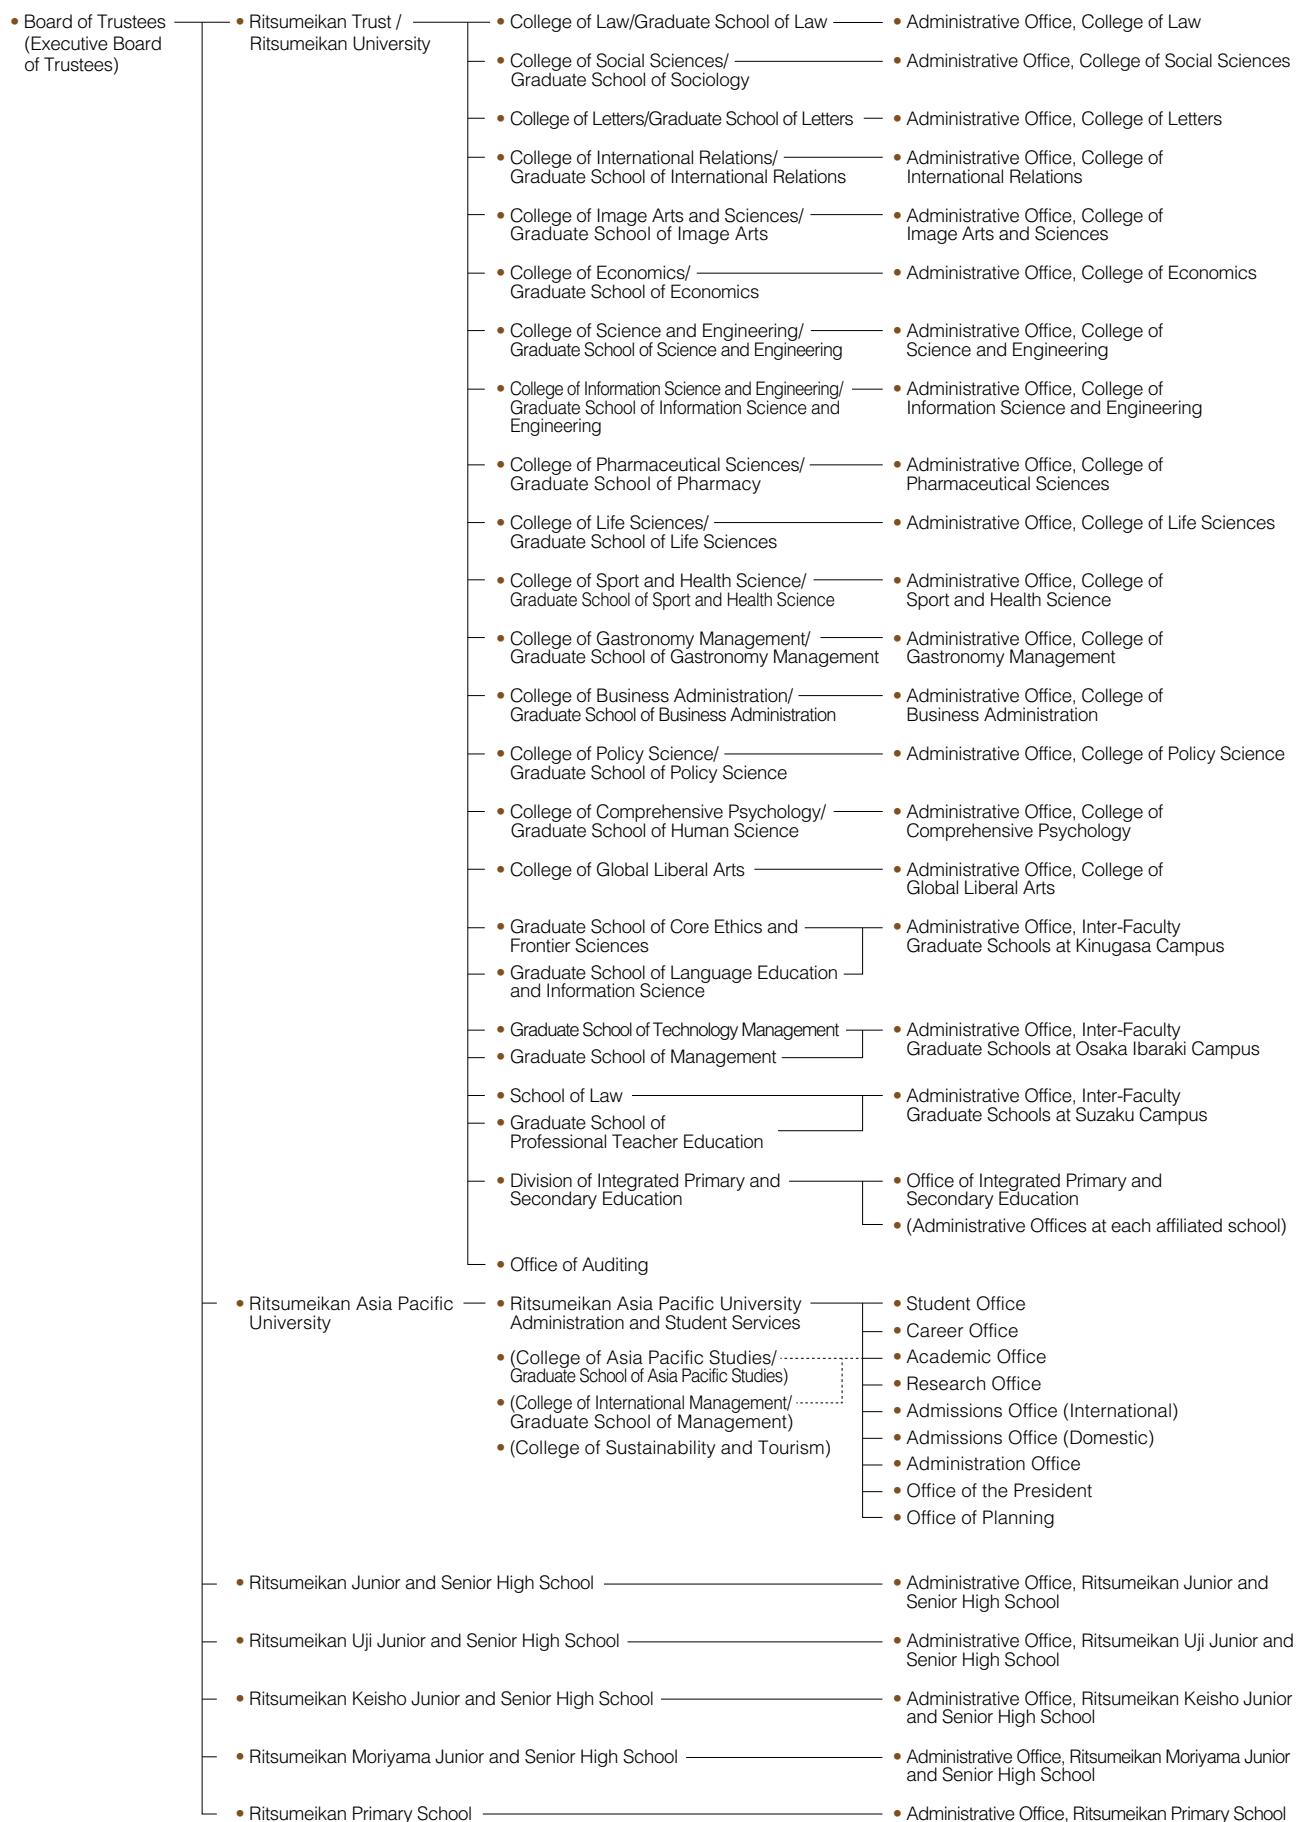 • Board of Trustees
(Executive Board
of Trustees)
• Ritsumeikan Trust /
Ritsumeikan University
• College of Law/Graduate School of Law
• Administrative Office, College of Law
• College of Social Sciences/
Graduate School of Sociology
• Administrative Office, College of Social Sciences
• College of Letters/Graduate School of Letters
• Administrative Office, College of Letters
• College of International Relations/
Graduate School of International Relations
• Administrative Office, College of
International Relations
• College of Image Arts and Sciences/
Graduate School of Image Arts
• Administrative Office, College of
Image Arts and Sciences
• College of Economics/
Graduate School of Economics
• Administrative Office, College of Economics
• College of Science and Engineering/
Graduate School of Science and Engineering
• Administrative Office, College of
Science and Engineering
• College of Information Science and Engineering/
Graduate School of Information Science and
Engineering
• Administrative Office, College of
Information Science and Engineering
• College of Pharmaceutical Sciences/
Graduate School of Pharmacy
• Administrative Office, College of
Pharmaceutical Sciences
• College of Life Sciences/
Graduate School of Life Sciences
• Administrative Office, College of Life Sciences
• College of Sport and Health Science/
Graduate School of Sport and Health Science
• Administrative Office, College of
Sport and Health Science
• College of Gastronomy Management/
Graduate School of Gastronomy Management
• Administrative Office, College of
Gastronomy Management
• College of Business Administration/
Graduate School of Business Administration
• Administrative Office, College of
Business Administration
• College of Policy Science/
Graduate School of Policy Science
• Administrative Office, College of Policy Science
• College of Comprehensive Psychology/
Graduate School of Human Science
• Administrative Office, College of
Comprehensive Psychology
• College of Global Liberal Arts
• Administrative Office, College of
Global Liberal Arts
• Graduate School of Core Ethics and
Frontier Sciences
• Graduate School of Language Education
and Information Science
• Administrative Office, Inter-Faculty
Graduate Schools at Kinugasa Campus
• Graduate School of Technology Management
• Graduate School of Management
• Administrative Office, Inter-Faculty
Graduate Schools at Osaka Ibaraki Campus
• School of Law
• Graduate School of
Professional Teacher Education
• Administrative Office, Inter-Faculty
Graduate Schools at Suzaku Campus
• Division of Integrated Primary and
Secondary Education
• Office of Integrated Primary and
Secondary Education
• (Administrative Offices at each affiliated school)
• Office of Auditing
• Ritsumeikan Asia Pacific
University
• Ritsumeikan Asia Pacific University
Administration and Student Services
• (College of Asia Pacific Studies/
Graduate School of Asia Pacific Studies)
• (College of International Management/
Graduate School of Management)
• (College of Sustainability and Tourism)
• Student Office
• Career Office
• Academic Office
• Research Office
• Admissions Office (International)
• Admissions Office (Domestic)
• Administration Office
• Office of the President
• Office of Planning
• Ritsumeikan Junior and Senior High School
• Administrative Office, Ritsumeikan Junior and
Senior High School
• Ritsumeikan Uji Junior and Senior High School
• Administrative Office, Ritsumeikan Uji Junior and
Senior High School
• Ritsumeikan Keisho Junior and Senior High School
• Administrative Office, Ritsumeikan Keisho Junior
and Senior High School
• Ritsumeikan Moriyama Junior and Senior High School
• Administrative Office, Ritsumeikan Moriyama Junior
and Senior High School
• Ritsumeikan Primary School
• Administrative Office, Ritsumeikan Primary School